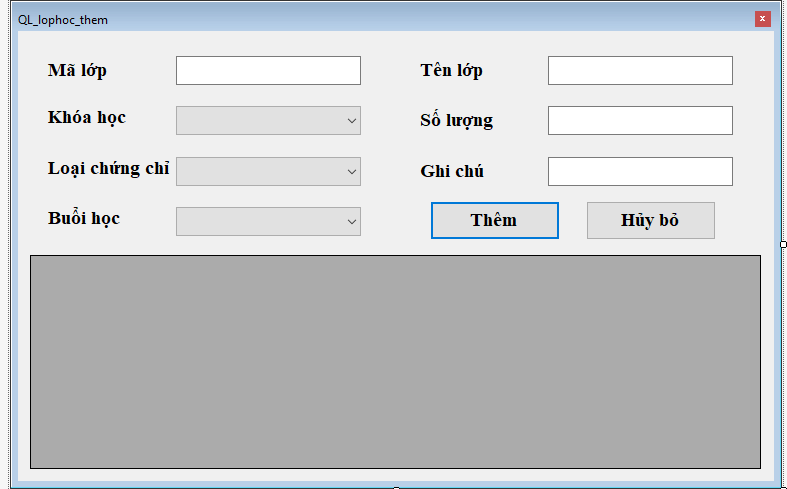 QL_lophoc_them
Mã lớp
Tên lớp
Khóa học
Số lượng
Loại chứng chỉ
Ghi chú
Buổi học
Thêm
Hủy bỏ